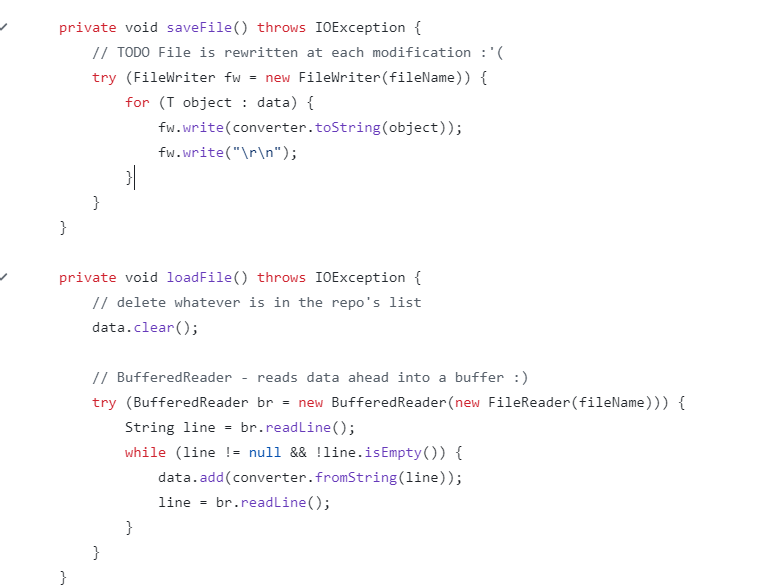 private void saveFile() throws IOException {
// TODO File is rewritten at each modification :'(
try (FileWriter fw = new FileWriter(fileName)) {
for (T object : data) {
fw.write(converter.toString(object));
fw.write("\r\n");
}
}
}
private void loadFile() throws IOException {
// delete whatever is in the repo's list
data.clear();
// BufferedReader - reads data ahead into a buffer :)
try (BufferedReader br = new BufferedReader(new FileReader(fileName))) {
String line = br.readLine();
while (line != null && !line.isEmpty()) {
data.add(converter.fromString(line));
line = br.readLine();
}
}
}